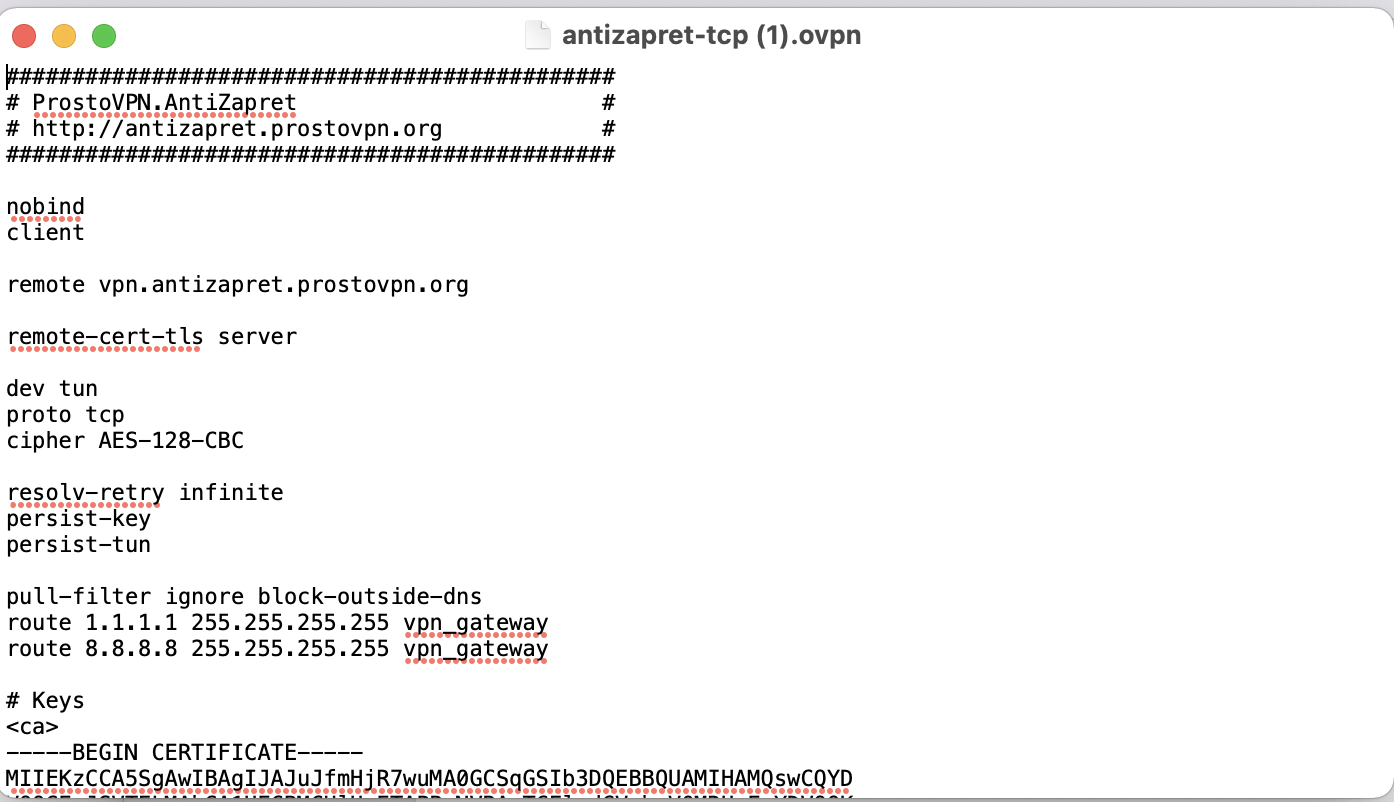 antizapret-tcp (1).ovpn
##############################################
# ProstoVPN.AntiZapret                       #
# http://antizapret.prostovpn.org            #
##############################################
nobind
client
remote vpn.antizapret.prostovpn.org
remote-cert-tls server
dev tun
proto tcp
cipher AES-128-CBC
resolv-retry infinite
persist-key
persist-tun
pull-filter ignore block-outside-dns
route 1.1.1.1 255.255.255.255 vpn_gateway
route 8.8.8.8 255.255.255.255 vpn_gateway
# Keys
<ca>
-----BEGIN CERTIFICATE-----
MIIEKzCCA5SgAwIBAgIJAJuJfmHjR7wuMA0GCSqGSIb3DQEBBQUAMIHAMQswCQYD